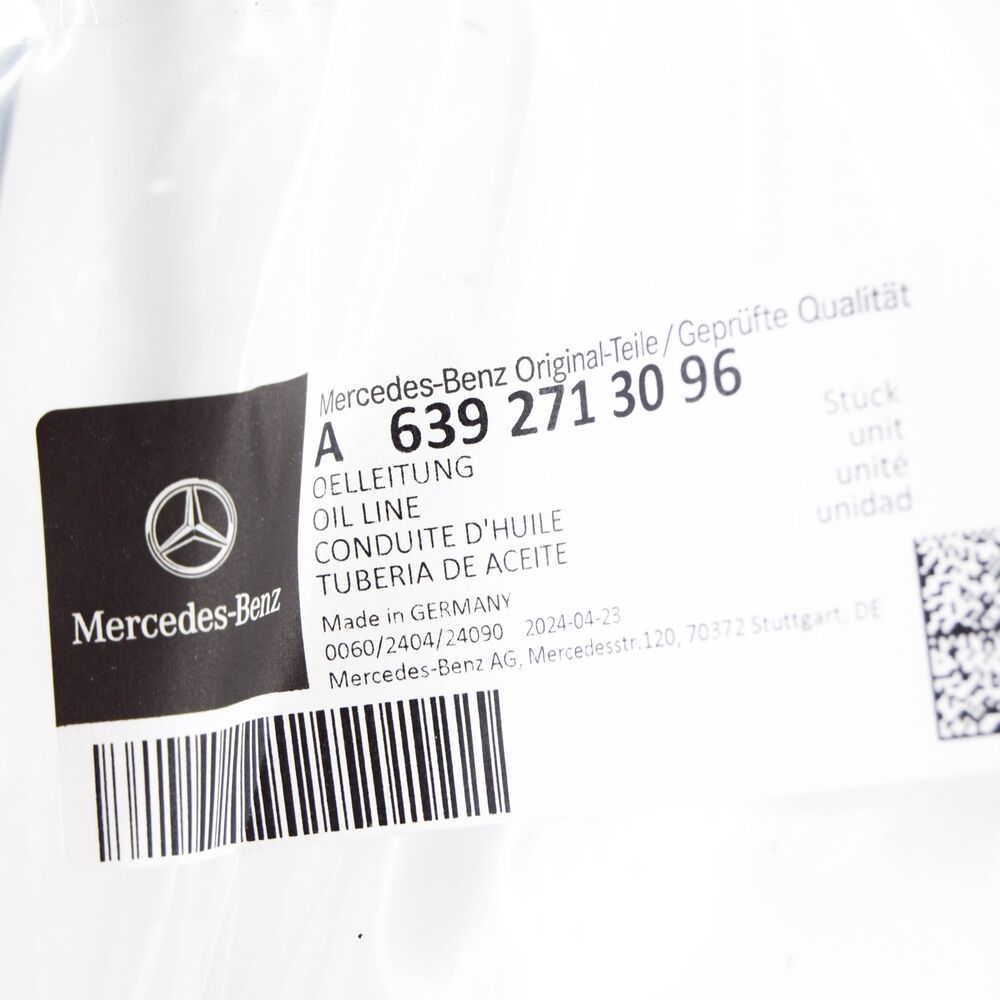 Mercedes-Benz Original-Teile / Geprüfte Qualität
A 639 271 30 96
OELLEITUNG
OIL LINE
CONDUITE D'HUILE
TUBERIA DE ACEITE
Stück
unit
unité
unidad
Made in GERMANY
0060/2404/24090 2024-04-23
Mercedes-Benz AG, Mercedesstr.120, 70372 Stuttgart, DE
Mercedes-Benz